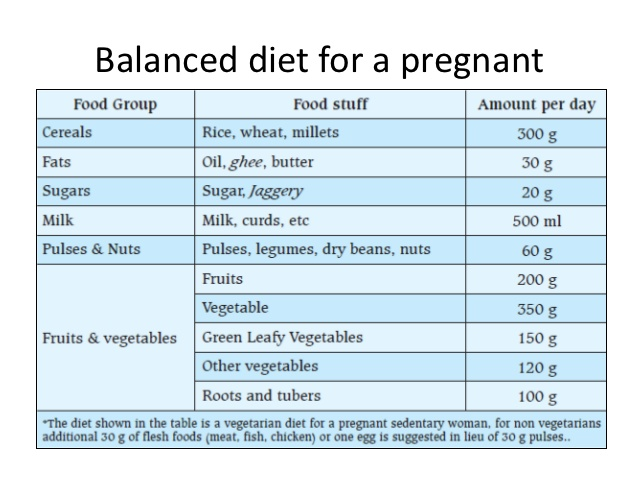 Balanced diet for a pregnant
Food Group Food stuff Amount per day
Cereals Rice, wheat, millets 300 g
Fats Oil, ghee, butter 30 g
Sugars Sugar, Jaggery 20 g
Milk Milk, curds, etc 500 ml
Pulses & Nuts Pulses, legumes, dry beans, nuts 60 g
Fruits & vegetables Fruits 200 g
Vegetable 350 g
Green Leafy Vegetables 150 g
Other vegetables 120 g
Roots and tubers 100 g
*The diet shown in the table is a vegetarian diet for a pregnant sedentary woman, for non vegetarians
additional 30 g of flesh foods (meat, fish, chicken) or one egg is suggested in lieu of 30 g pulses..